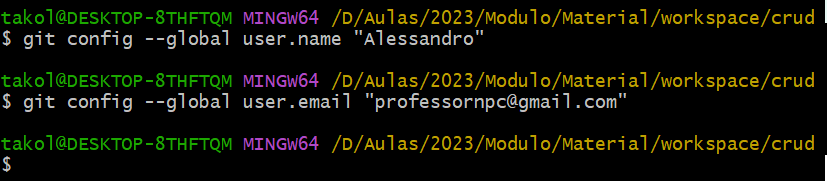 takol@DESKTOP-8THFTQM MINGW64 /D/Aulas/2023/Modulo/Material/workspace/crud
$ git config --global user.name "Alessandro"
takol@DESKTOP-8THFTQM MINGW64 /D/Aulas/2023/Modulo/Material/workspace/crud
$ git config --global user.email "professornpc@gmail.com"
takol@DESKTOP-8THFTQM MINGW64 /D/Aulas/2023/Modulo/Material/workspace/crud
$